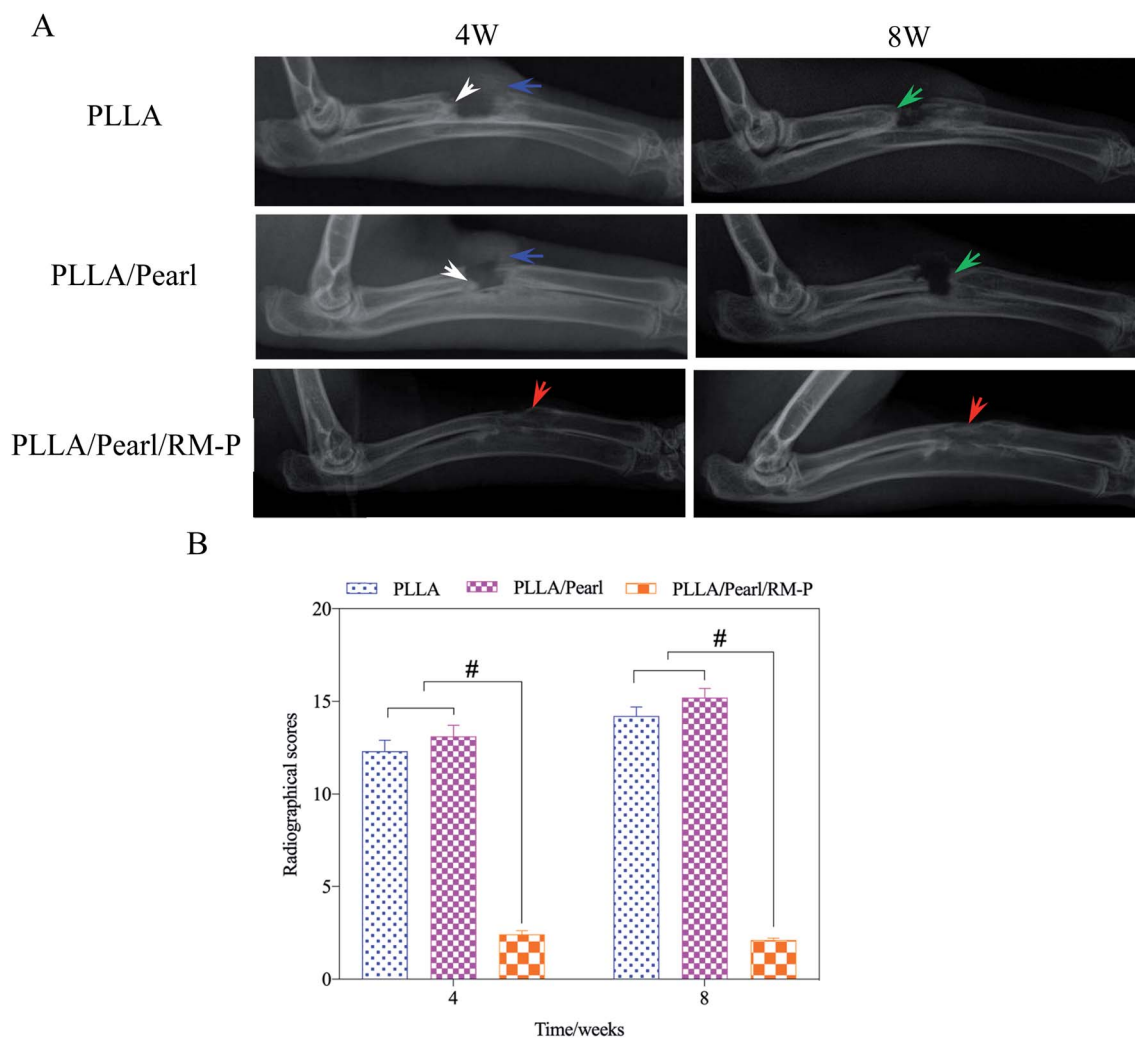 A
4W
8W
PLLA
PLLA/Pearl
PLLA/Pearl/RM-P
B
PLLA
PLLA/Pearl
PLLA/Pearl/RM-P
20
#
#
15
Radiographical scores
10
5
0
4
8
Time/weeks